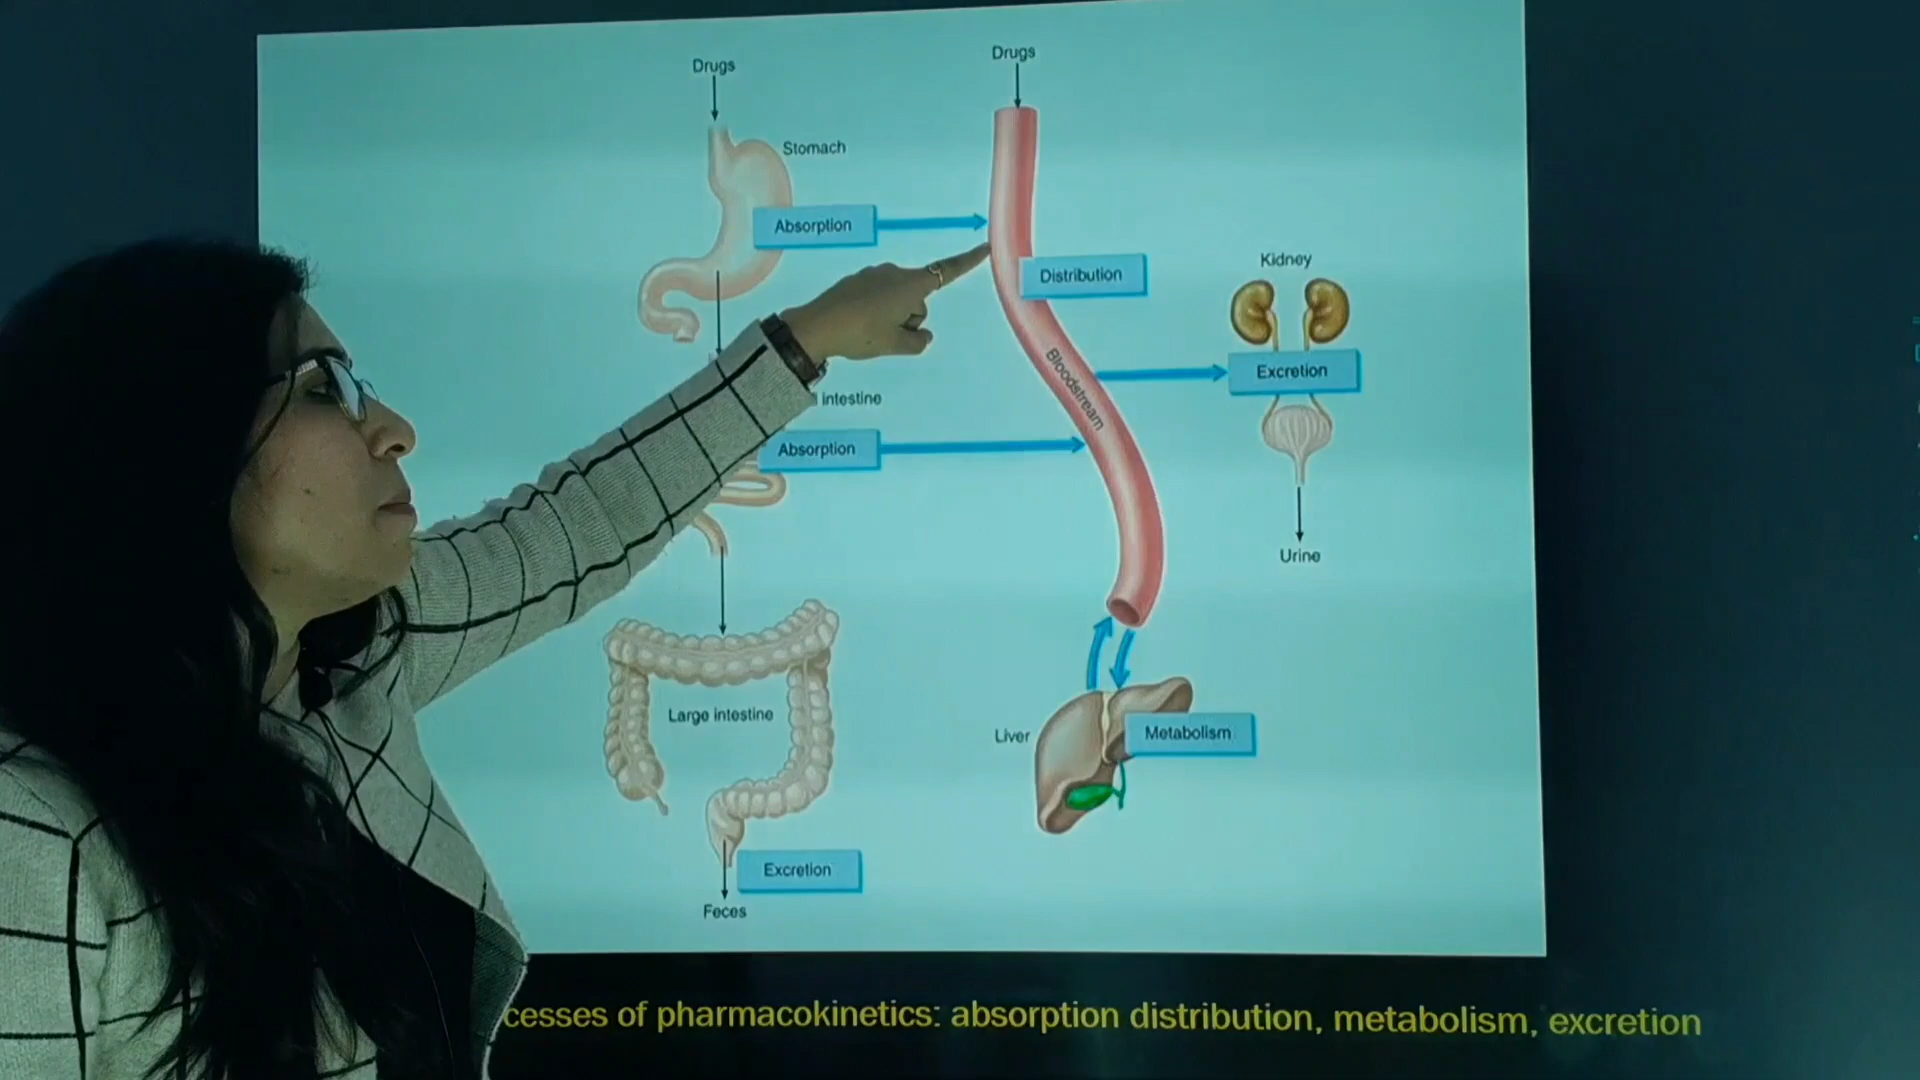 Drugs
Drugs
Stomach
Absorption
Distribution
Kidney
Excretion
Bloodstream
intestine
Absorption
Urine
Large intestine
Liver
Metabolism
Excretion
Feces
cesses of pharmacokinetics: absorption distribution, metabolism, excretion